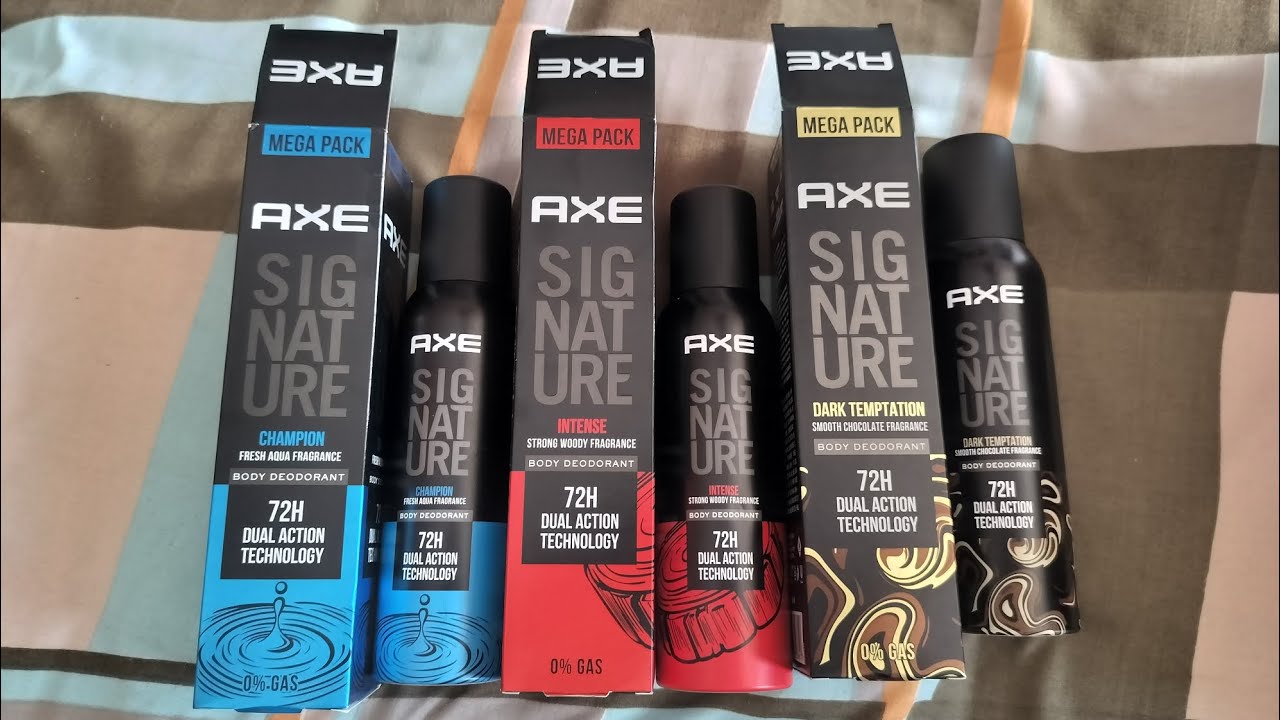 AXE
MEGA PACK
AXE
SIG
NAT
URE
CHAMPION
FRESH AQUA FRAGRANCE
BODY DEODORANT
72H
DUAL ACTION
TECHNOLOGY
0% GAS
AXE
AXE
SIG
NAT
URE
CHAMPION
FRESH AQUA FRAGRANCE
BODY DEODORANT
72H
DUAL ACTION
TECHNOLOGY
AXE
MEGA PACK
AXE
SIG
NAT
URE
INTENSE
STRONG WOODY FRAGRANCE
BODY DEODORANT
72H
DUAL ACTION
TECHNOLOGY
0% GAS
AXE
SIG
NAT
URE
INTENSE
STRONG WOODY FRAGRANCE
BODY DEODORANT
72H
DUAL ACTION
TECHNOLOGY
AXE
MEGA PACK
AXE
SIG
NAT
URE
DARK TEMPTATION
SMOOTH CHOCOLATE FRAGRANCE
BODY DEODORANT
72H
DUAL ACTION
TECHNOLOGY
0% GAS
AXE
SIG
NAT
URE
DARK TEMPTATION
SMOOTH CHOCOLATE FRAGRANCE
BODY DEODORANT
72H
DUAL ACTION
TECHNOLOGY